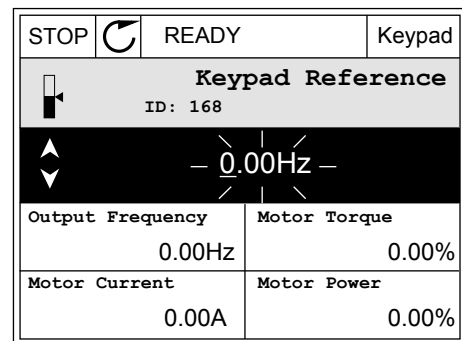 STOP READY Keypad
Keypad Reference
ID: 168
0.00Hz
Output Frequency Motor Torque
0.00Hz 0.00%
Motor Current Motor Power
0.00A 0.00%